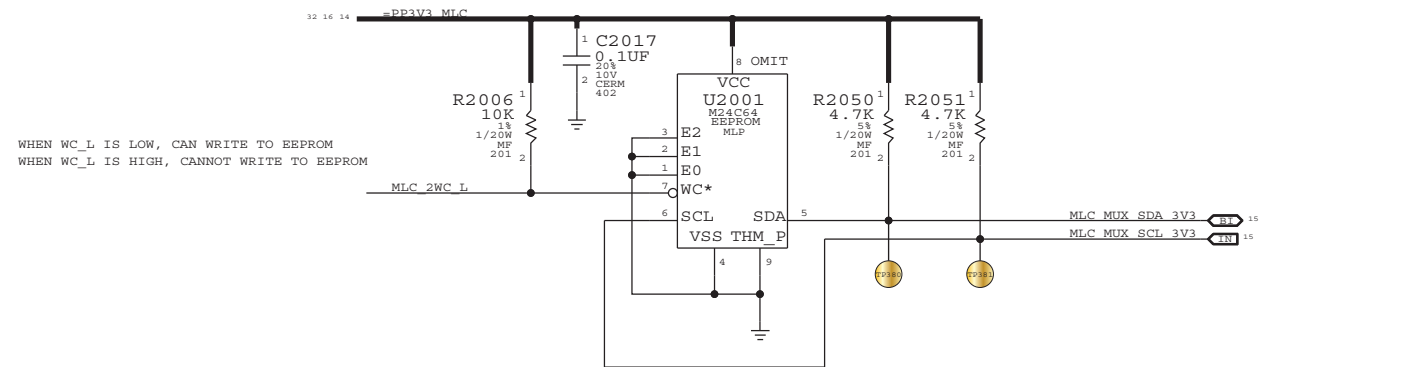 32 16 14
=PP3V3_MLC
1
C2017
0.1UF
20%
10V
CERM
402
2
8
OMIT
VCC
U2001
M24C64
EEPROM
MLP
R2006
1
10K
1%
1/20W
MF
201
2
R2050
1
4.7K
5%
1/20W
MF
201
2
R2051
1
4.7K
5%
1/20W
MF
201
2
WHEN WC_L IS LOW, CAN WRITE TO EEPROM
WHEN WC_L IS HIGH, CANNOT WRITE TO EEPROM
3
E2
2
E1
1
E0
MLC_2WC_L
7
WC*
6
SCL
SDA
5
VSS
THM_P
4
9
MLC_MUX_SDA_3V3
BI
15
MLC_MUX_SCL_3V3
IN
15
TP380
TP381